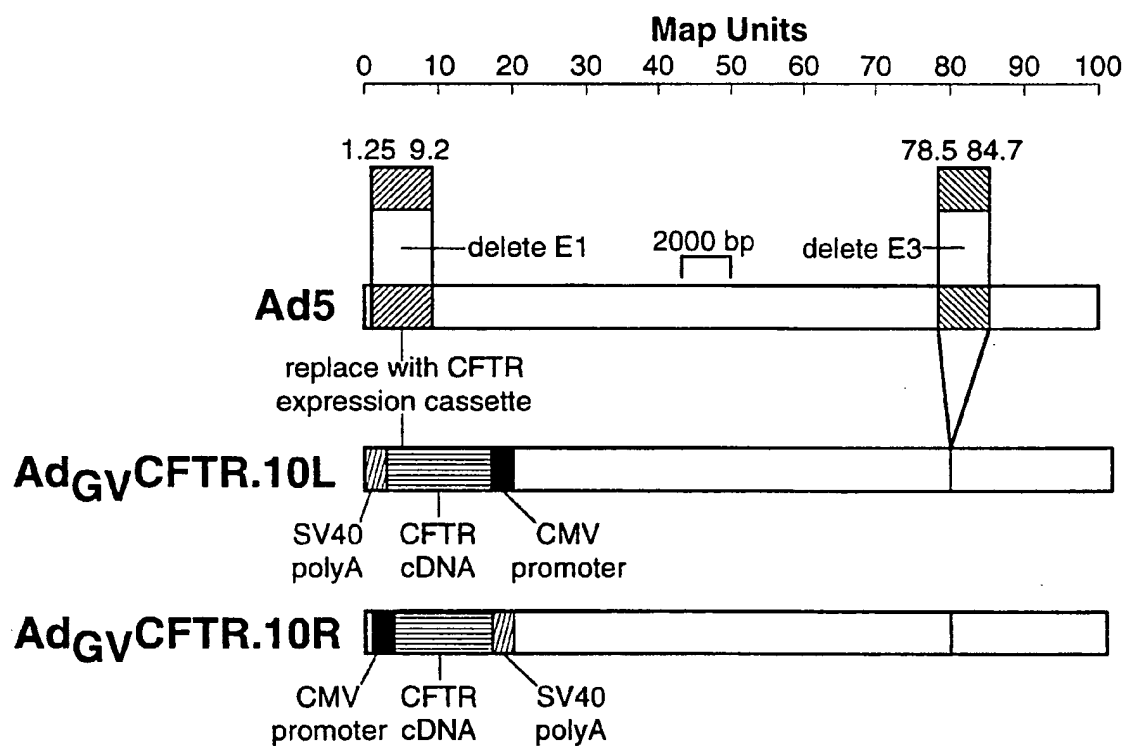 Map Units
0 10 20 30 40 50 60 70 80 90 100
1.25 9.2
78.5 84.7
delete E1
2000 bp
delete E3
Ad5
replace with CFTR
expression cassette
AdGVCFTR.10L
SV40
polyA
CFTR
cDNA
CMV
promoter
AdGVCFTR.10R
CMV
promoter
CFTR
cDNA
SV40
polyA